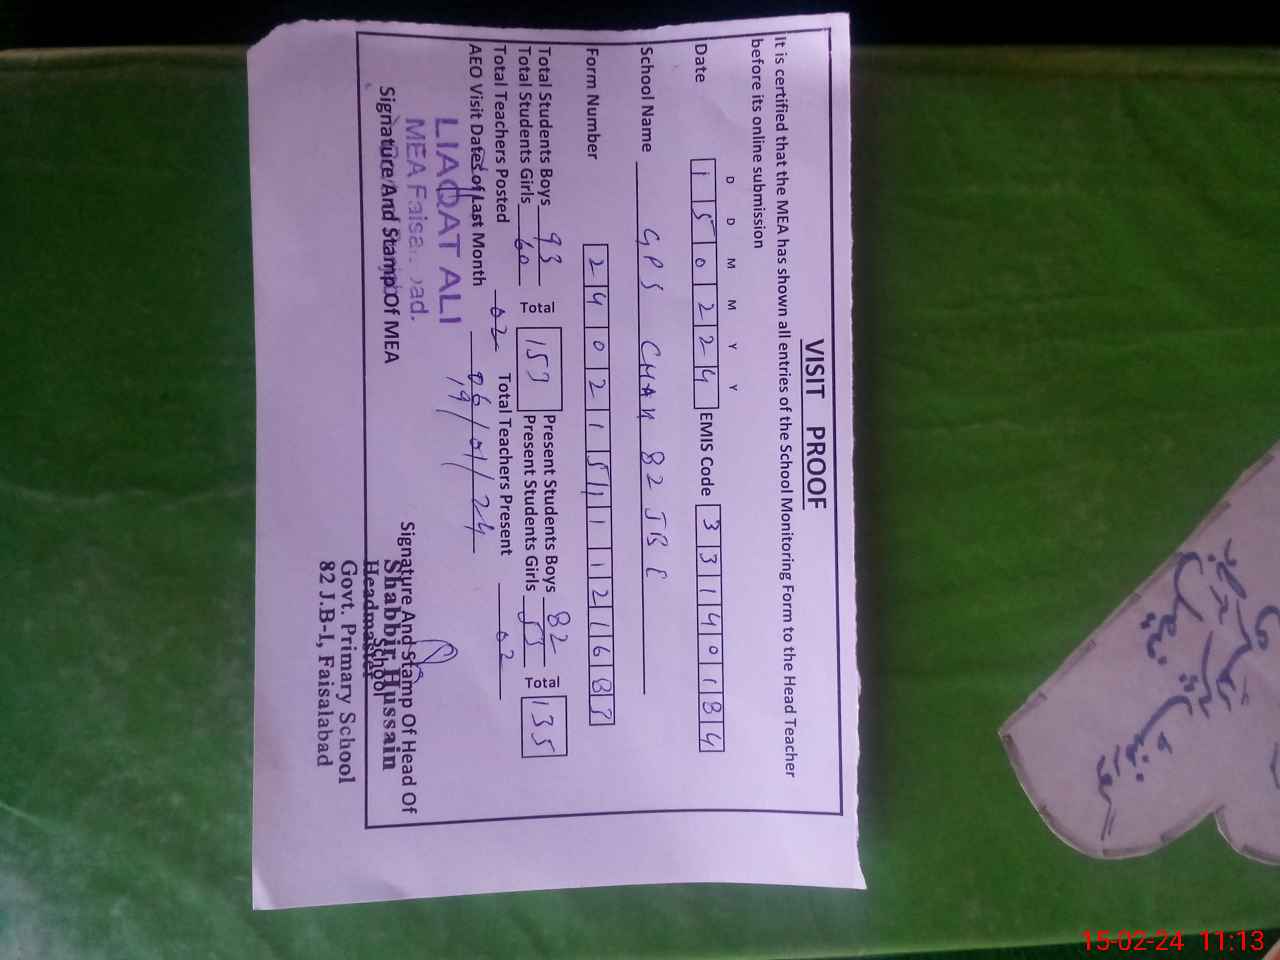 VISIT PROOF
It is certified that the MEA has shown all entries of the School Monitoring Form to the Head Teacher
before its online submission
D D M M Y Y
Date 1 5 0 2 2 4 EMIS Code 3 3 1 4 0 1 8 4
School Name GPS CHAK 82 JB I
Form Number 2 4 0 2 1 5 1 1 1 2 1 6
Total Students Boys 93 Present Students Boys 82
Total Students Girls 60 Total 153 Present Students Girls 53 Total 135
Total Teachers Posted 02 Total Teachers Present 02
AEO Visit Dates of Last Month 06/01/24
19
LIAQAT ALI
MEA Faisalabad.
Signature And Stamp Of MEA
Signature And Stamp Of Head Of
School
Shabbir Hussain
Headmaster
Govt. Primary School
82 J.B-I, Faisalabad
15-02-24 11:13